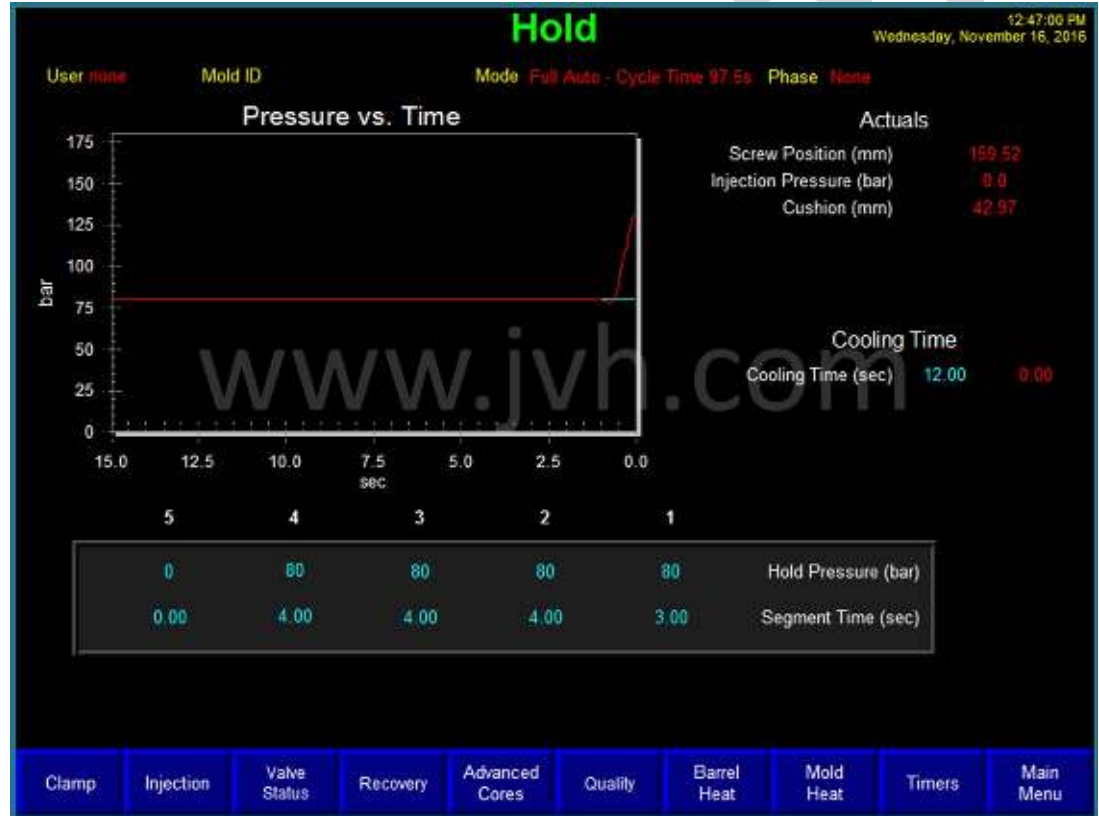 Hold
12:47:00 PM
Wednesday, November 16, 2016
User none Mold ID Mode Full Auto - Cycle Time 97.5s Phase None
Pressure vs. Time
Actuals
Screw Position (mm) 159.52
Injection Pressure (bar) 0.0
Cushion (mm) 42.97
175
150
125
100
bar
75
50
25
0
15.0 12.5 10.0 7.5 5.0 2.5 0.0
sec
www.jvh.com
Cooling Time
Cooling Time (sec) 12.00 0.00
5 4 3 2 1
0 80 80 80 80 Hold Pressure (bar)
0.00 4.00 4.00 4.00 3.00 Segment Time (sec)
Clamp Injection Valve Status Recovery Advanced Cores Quality Barrel Heat Mold Heat Timers Main Menu